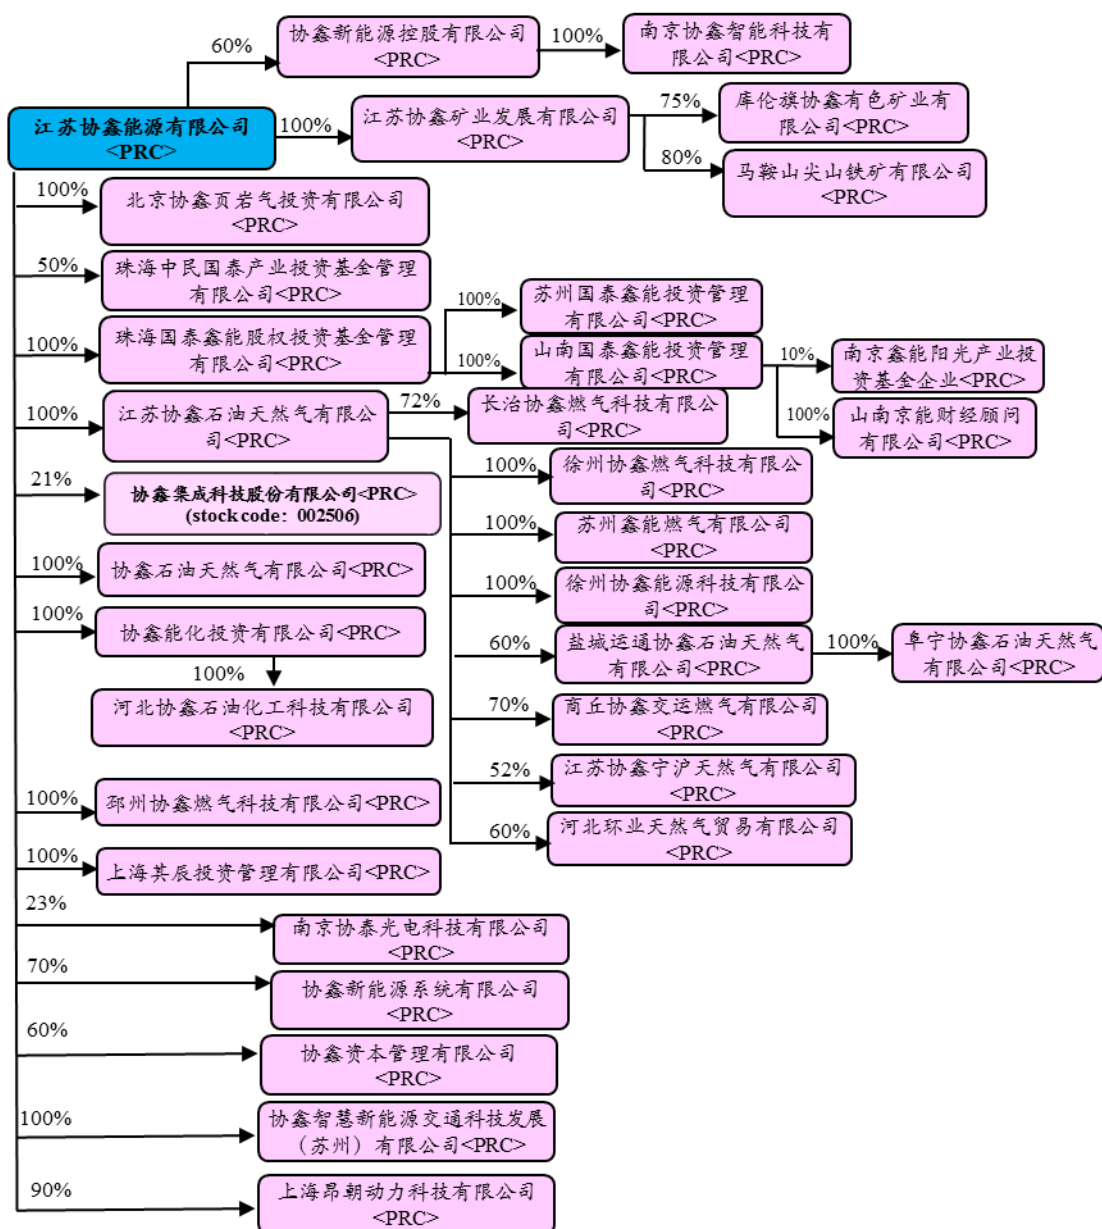 协鑫新能源控股有限公司
<PRC>
60%
100%
南京协鑫智能科技有
限公司<PRC>
江苏协鑫能源有限公司
<PRC>
100%
江苏协鑫矿业发展有限公司
<PRC>
75%
库伦旗协鑫有色矿业有
限公司<PRC>
80%
马鞍山尖山铁矿有限公司
<PRC>
100%
北京协鑫页岩气投资有限公司
<PRC>
50%
珠海中民国泰产业投资基金管理
有限公司<PRC>
100%
珠海国泰鑫能股权投资基金管理
有限公司<PRC>
100%
苏州国泰鑫能投资管理
有限公司<PRC>
100%
山南国泰鑫能投资管理
有限公司<PRC>
10%
南京鑫能阳光产业投
资基金企业<PRC>
100%
山南京能财经顾问
有限公司<PRC>
100%
江苏协鑫石油天然气有限公
司<PRC>
72%
长治协鑫燃气科技有限公
司<PRC>
100%
徐州协鑫燃气科技有限公
司<PRC>
21%
协鑫集成科技股份有限公司<PRC>
(stock code: 002506)
100%
苏州鑫能燃气有限公司
<PRC>
100%
协鑫石油天然气有限公司<PRC>
100%
徐州协鑫能源科技有限公
司<PRC>
100%
协鑫能化投资有限公司<PRC>
60%
盐城运通协鑫石油天然气
有限公司<PRC>
100%
阜宁协鑫石油天然气
有限公司<PRC>
100%
河北协鑫石油化工科技有限公司
<PRC>
70%
商丘协鑫交运燃气有限公司
<PRC>
52%
江苏协鑫宁沪天然气有限公司
<PRC>
100%
邳州协鑫燃气科技有限公司<PRC>
60%
河北环业天然气贸易有限公司
<PRC>
100%
上海其辰投资管理有限公司<PRC>
23%
南京协泰光电科技有限公司
<PRC>
70%
协鑫新能源系统有限公司
<PRC>
60%
协鑫资本管理有限公司
<PRC>
100%
协鑫智慧新能源交通科技发展
（苏州）有限公司<PRC>
90%
上海昂朝动力科技有限公司
<PRC>